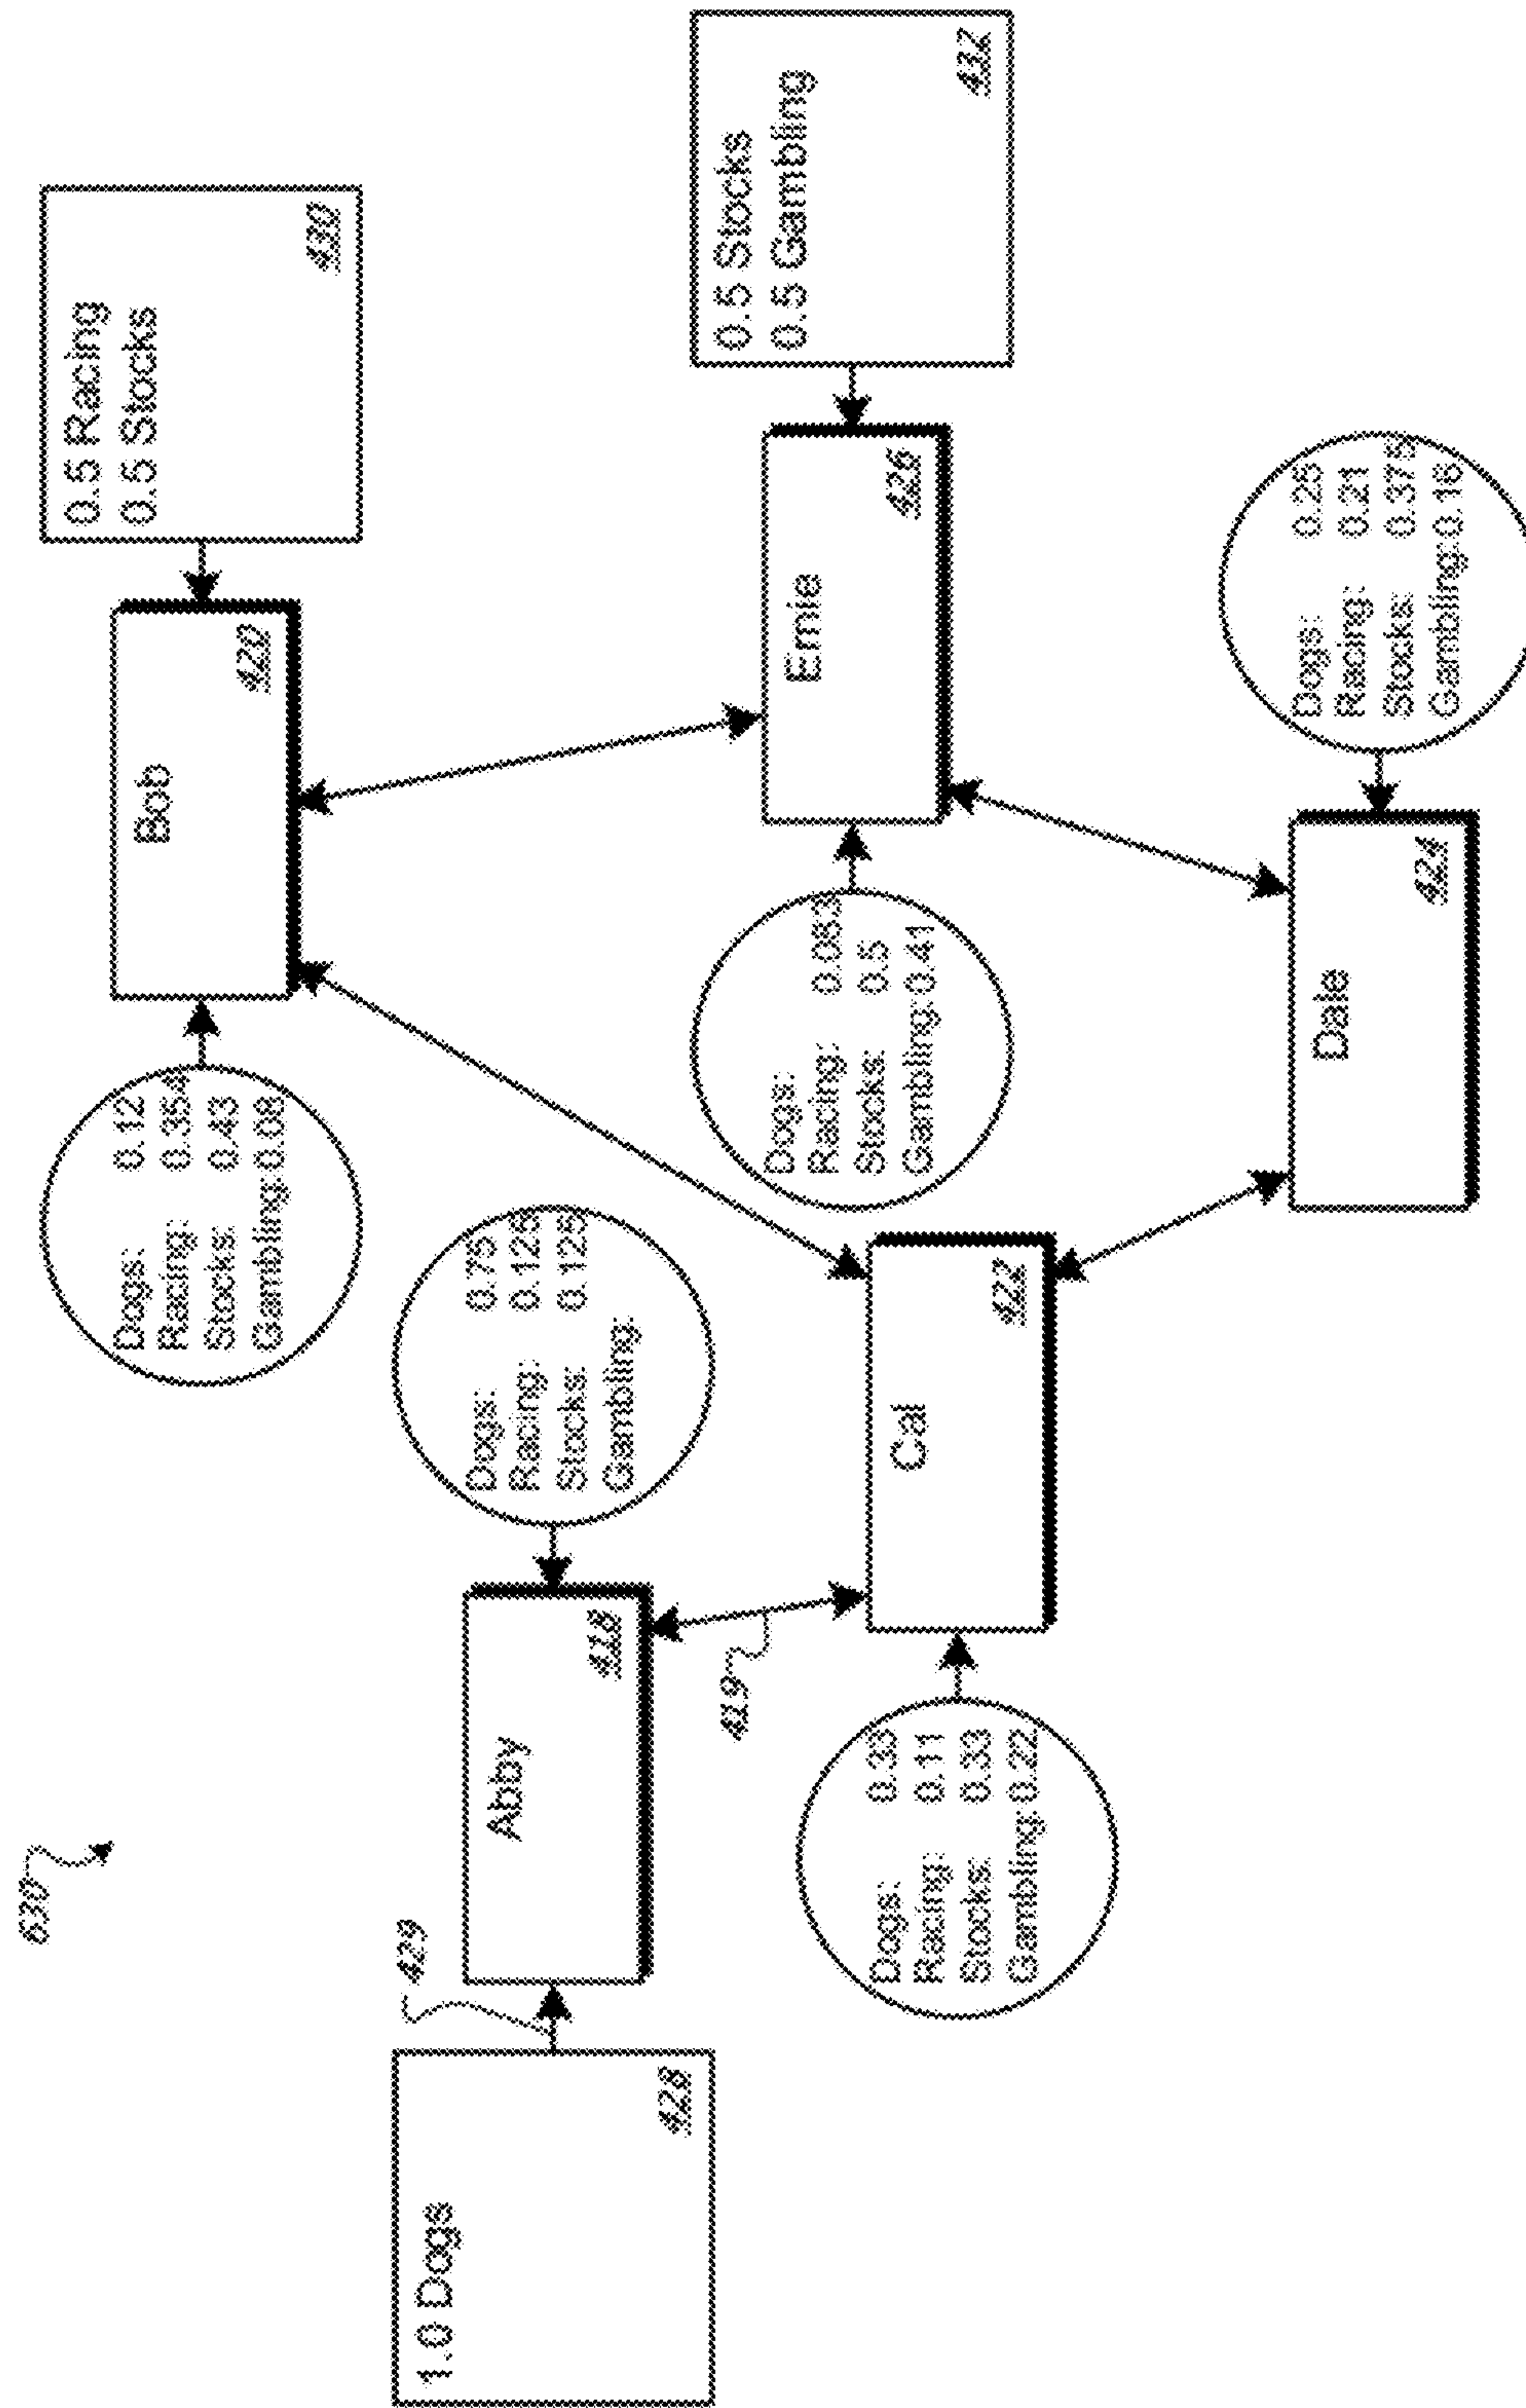 630
0.5 Racing
0.5 Stocks
430
Bob
420
Dogs: 0.12
Racing: 0.354
Stocks: 0.43
Gambling: 0.08
1.0 Dogs
428
429
Abby
418
Dogs: 0.75
Racing: 0.125
Stocks: 0.125
Gambling:
419
0.5 Stocks
0.5 Gambling
432
Ernie
426
Dogs:
Racing: 0.083
Stocks: 0.5
Gambling: 0.41
Cal
422
Dogs: 0.33
Racing: 0.11
Stocks: 0.33
Gambling: 0.22
Dale
424
Dogs: 0.25
Racing: 0.21
Stocks: 0.375
Gambling: 0.16